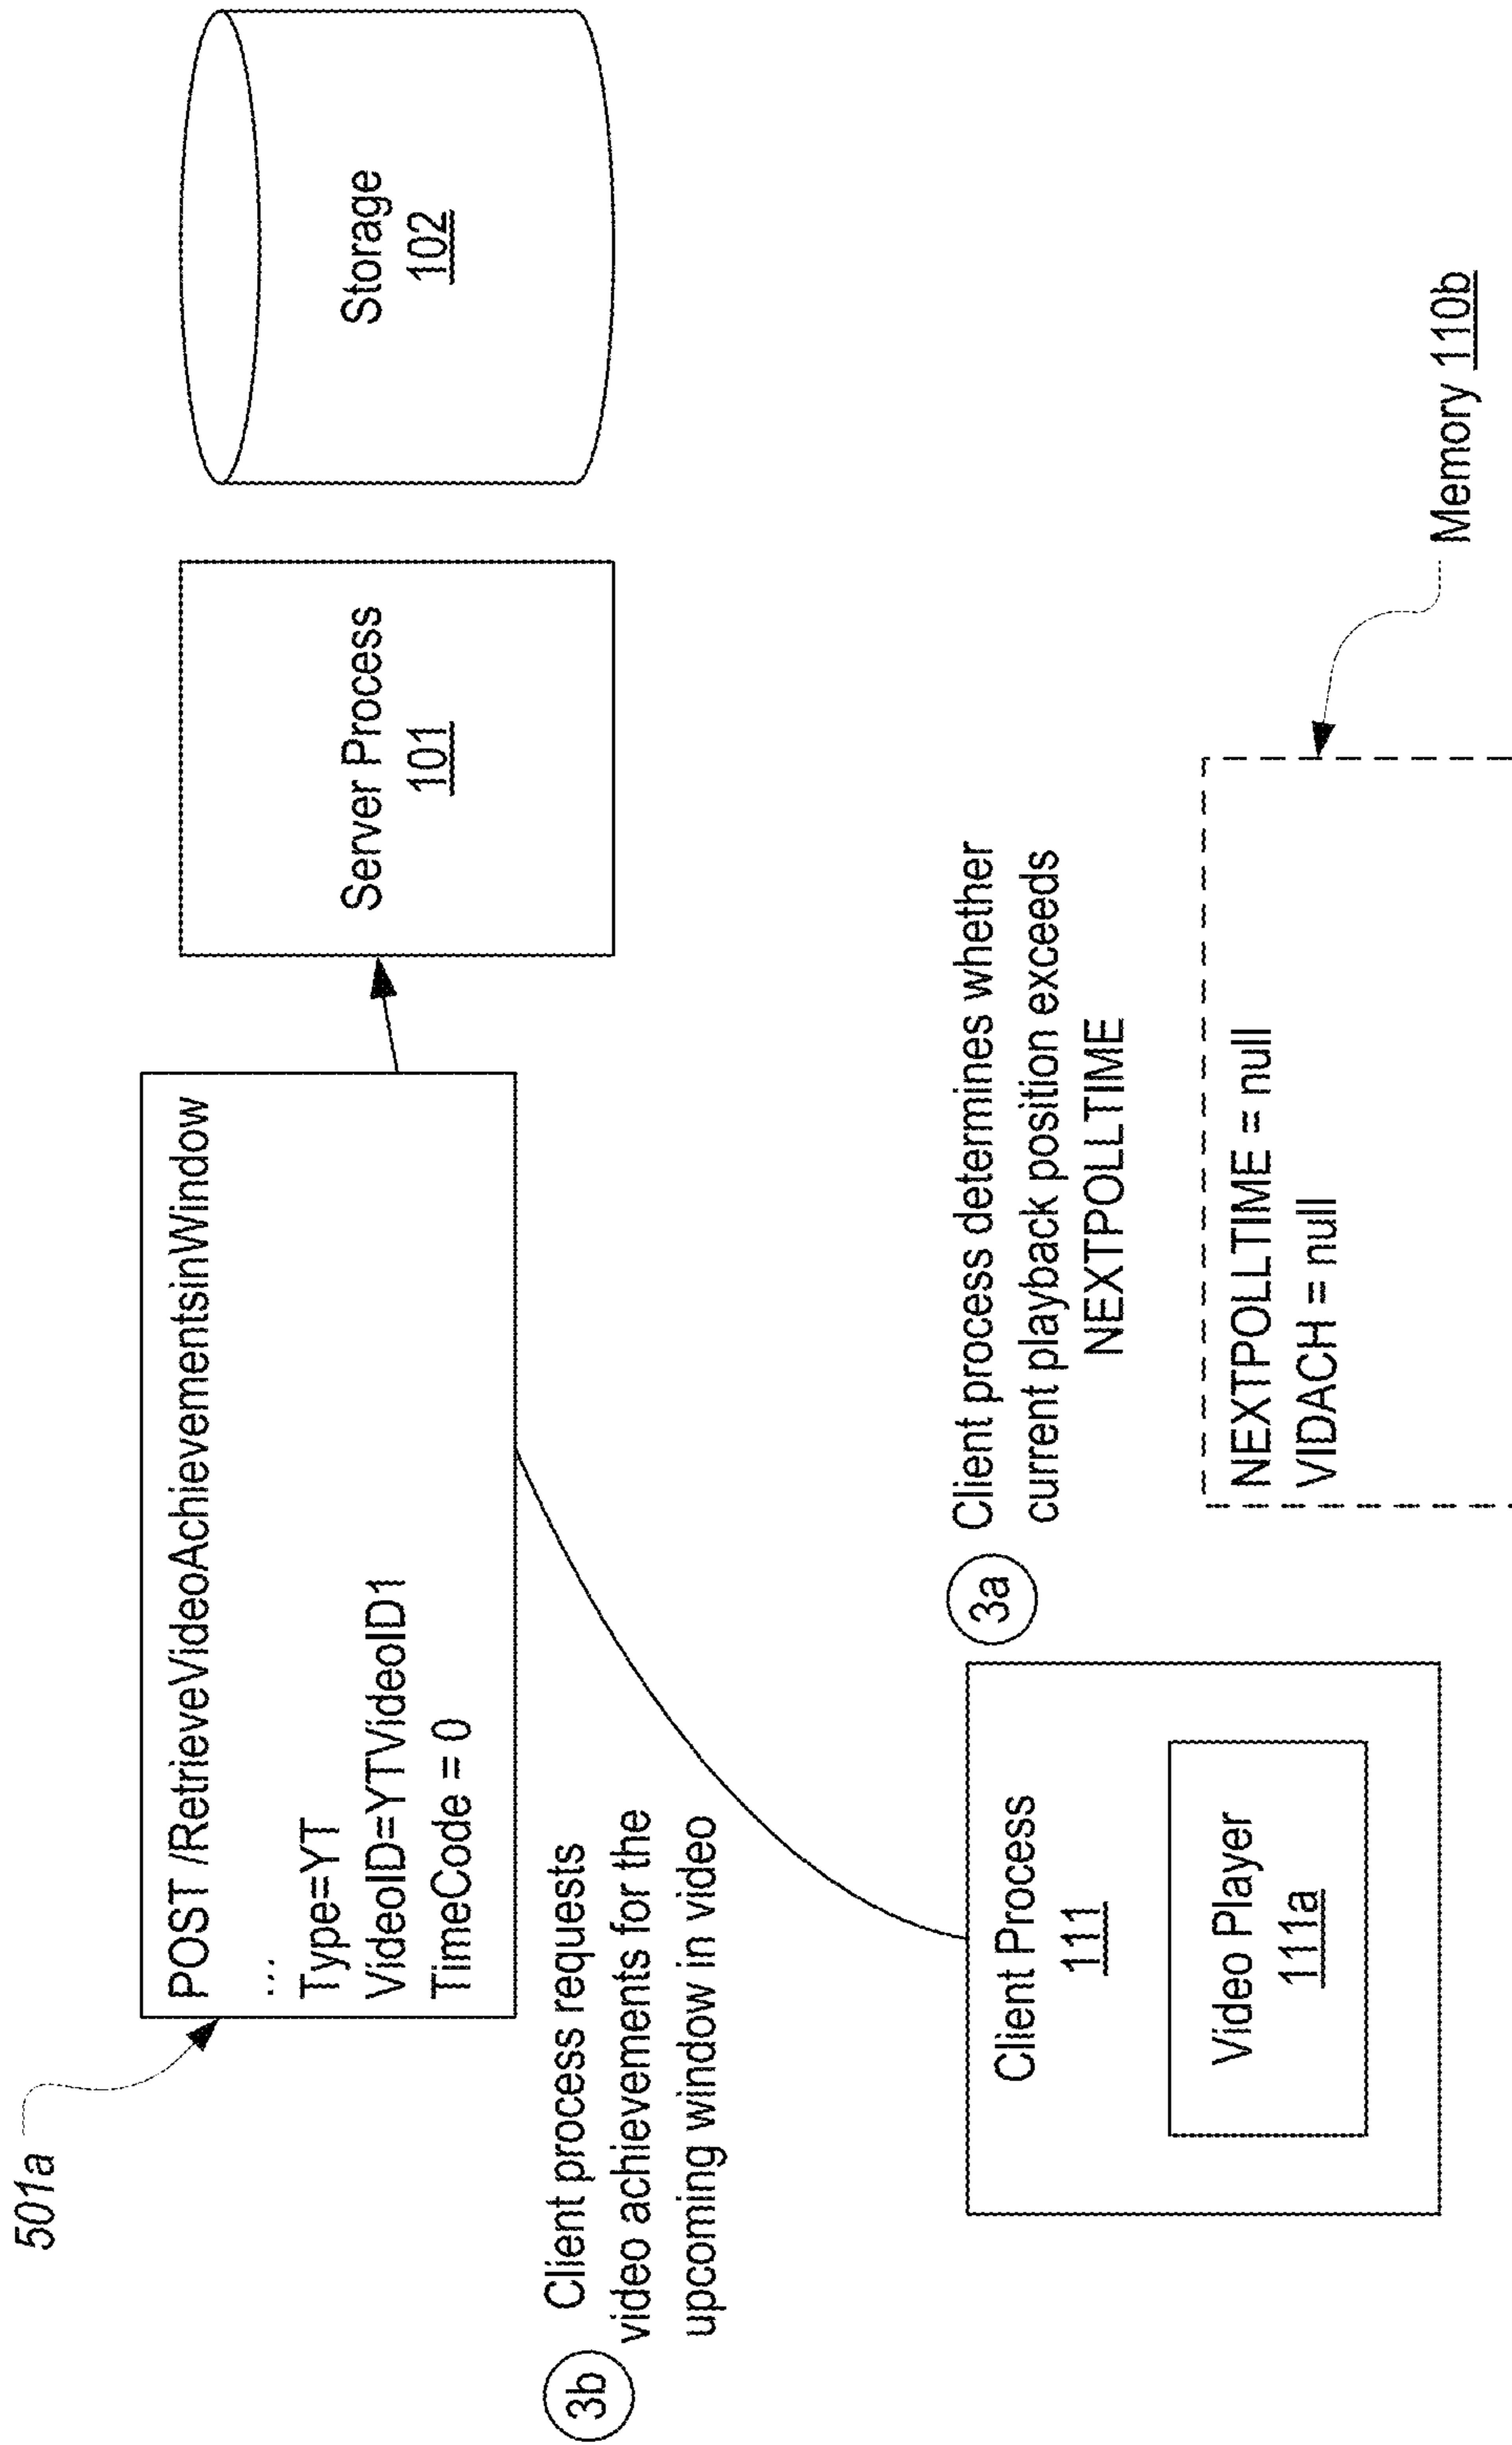 501a
POST /RetrieveVideoAchievementsinWindow
...
Type=YT
VideoID=YTVideoID1
TimeCode = 0
Server Process
101
Storage
102
3b
Client process requests
video achievements for the
upcoming window in video
Client Process
111
Video Player
111a
3a
Client process determines whether
current playback position exceeds
NEXTPOLLTIME
NEXTPOLLTIME = null
VIDACH = null
Memory 110b